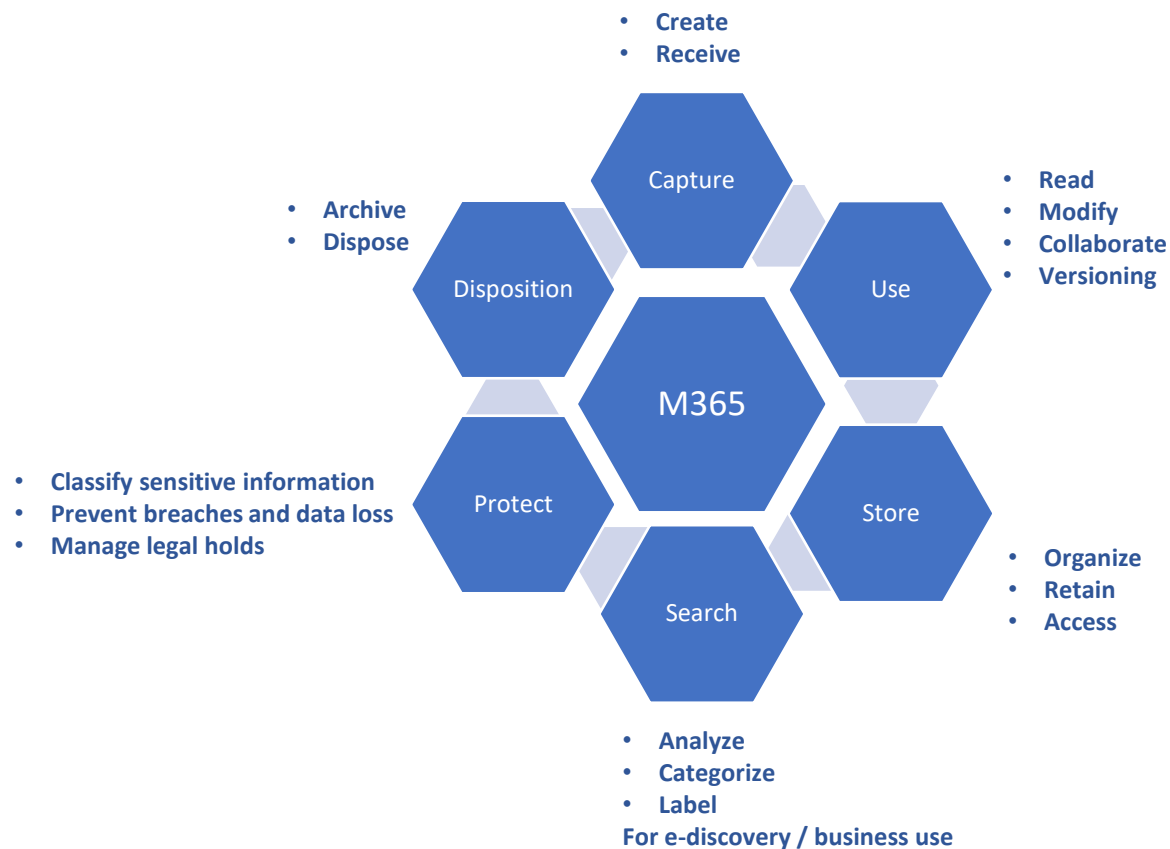 • Create
• Receive
Capture
• Read
• Modify
• Collaborate
• Versioning
Use
• Archive
• Dispose
Disposition
M365
• Classify sensitive information
• Prevent breaches and data loss
• Manage legal holds
Protect
Store
• Organize
• Retain
• Access
Search
• Analyze
• Categorize
• Label
For e-discovery / business use